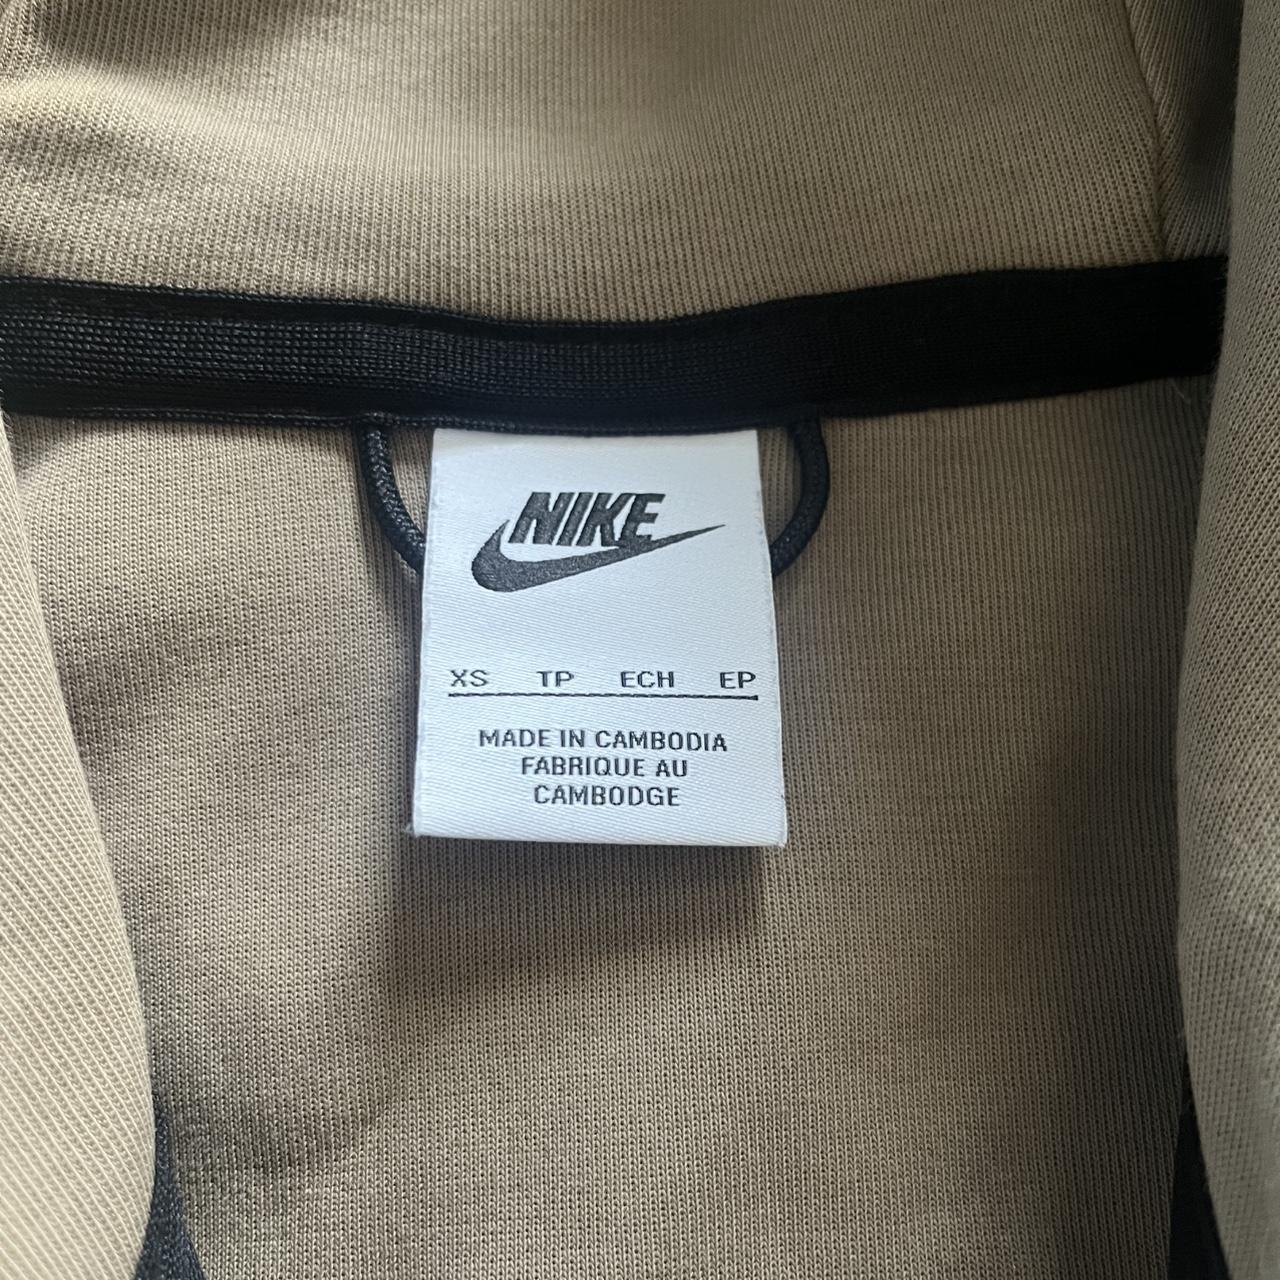 NIKE
XS TP ECH EP
MADE IN CAMBODIA
FABRIQUE AU
CAMBODGE